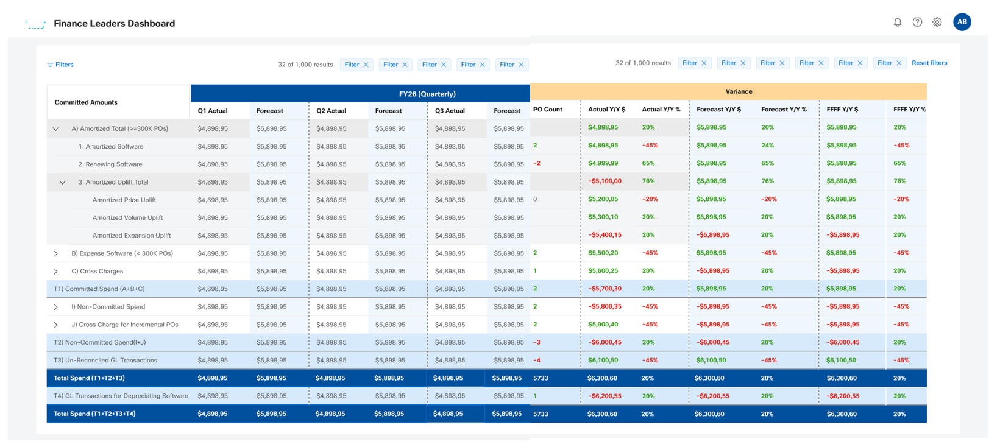 Finance Leaders Dashboard
AB
Filters
32 of 1,000 results Filter Filter Filter Filter Filter
32 of 1,000 results Filter Filter Filter Filter Filter Filter Reset filters
Committed Amounts
FY26 (Quarterly)
Variance
Q1 Actual Forecast Q2 Actual Forecast Q3 Actual Forecast PO Count Actual Y/Y $ Actual Y/Y % Forecast Y/Y $ Forecast Y/Y % FFFF Y/Y $ FFFF Y/Y %
A) Amortized Total (>=300K POs) $4,898,95 $5,898,95 $4,898,95 $5,898,95 $4,898,95 $5,898,95 $4,898,95 20% $5,898,95 20% $5,898,95 20%
1. Amortized Software $4,898,95 $5,898,95 $4,898,95 $5,898,95 $4,898,95 $5,898,95 2 $4,898,95 -45% $5,898,95 24% $5,898,95 -45%
2. Renewing Software $4,898,95 $5,898,95 $4,898,95 $5,898,95 $4,898,95 $5,898,95 -2 $4,999,99 65% $5,898,95 65% $5,898,95 65%
3. Amortized Uplift Total $4,898,95 $5,898,95 $4,898,95 $5,898,95 $4,898,95 $5,898,95 -$5,100,00 76% $5,898,95 76% $5,898,95 76%
Amortized Price Uplift $4,898,95 $5,898,95 $4,898,95 $5,898,95 $4,898,95 $5,898,95 0 $5,200,05 -20% $5,898,95 -20% $5,898,95 -20%
Amortized Volume Uplift $4,898,95 $5,898,95 $4,898,95 $5,898,95 $4,898,95 $5,898,95 $5,300,10 20% $5,898,95 20% $5,898,95 20%
Amortized Expansion Uplift $4,898,95 $5,898,95 $4,898,95 $5,898,95 $4,898,95 $5,898,95 -$5,400,15 20% -$5,898,95 20% -$5,898,95 20%
B) Expense Software (< 300K POs) $4,898,95 $5,898,95 $4,898,95 $5,898,95 $4,898,95 $5,898,95 2 $5,500,20 -45% $5,898,95 -45% $5,898,95 -45%
C) Cross Charges $4,898,95 $5,898,95 $4,898,95 $5,898,95 $4,898,95 $5,898,95 1 $5,600,25 20% -$5,898,95 20% -$5,898,95 20%
T1) Committed Spend (A+B+C) $4,898,95 $5,898,95 $4,898,95 $5,898,95 $4,898,95 $5,898,95 2 -$5,700,30 20% $5,898,95 20% $5,898,95 20%
I) Non-Committed Spend $4,898,95 $5,898,95 $4,898,95 $5,898,95 $4,898,95 $5,898,95 2 -$5,800,35 -45% -$5,898,95 -45% -$5,898,95 -45%
J) Cross Charge for Incremental POs $4,898,95 $5,898,95 $4,898,95 $5,898,95 $4,898,95 $5,898,95 2 $5,900,40 -45% -$5,898,95 -45% -$5,898,95 -45%
T2) Non-Committed Spend(I+J) $4,898,95 $5,898,95 $4,898,95 $5,898,95 $4,898,95 $5,898,95 -3 -$6,000,45 20% -$6,000,45 20% -$6,000,45 20%
T3) Un-Reconciled GL Transactions $4,898,95 $5,898,95 $4,898,95 $5,898,95 $4,898,95 $5,898,95 -4 $6,100,50 -45% $6,100,50 -45% $6,100,50 -45%
Total Spend (T1+T2+T3) $4,898,95 $5,898,95 $4,898,95 $5,898,95 $4,898,95 $5,898,95 5733 $6,300,60 20% $6,300,60 20% $6,300,60 20%
T4) GL Transactions for Depreciating Software $4,898,95 $5,898,95 $4,898,95 $5,898,95 $4,898,95 $5,898,95 1 -$6,200,55 20% -$6,200,55 20% -$6,200,55 20%
Total Spend (T1+T2+T3+T4) $4,898,95 $5,898,95 $4,898,95 $5,898,95 $4,898,95 $5,898,95 5733 $6,300,60 20% $6,300,60 20% $6,300,60 20%